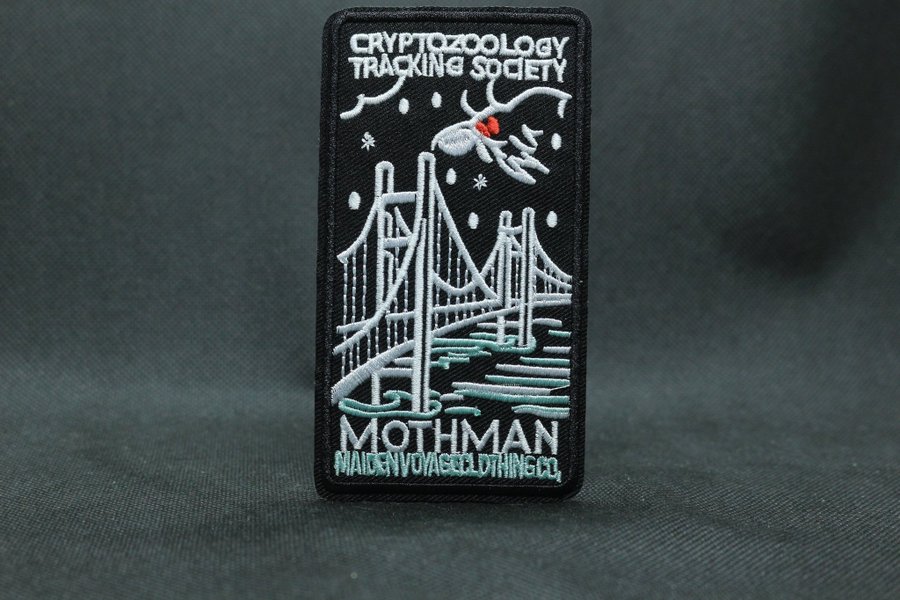 CRYPTOZOOLOGY
TRACKING SOCIETY
MOTHMAN
MAIDEN VOYAGE CLOTHING CO.